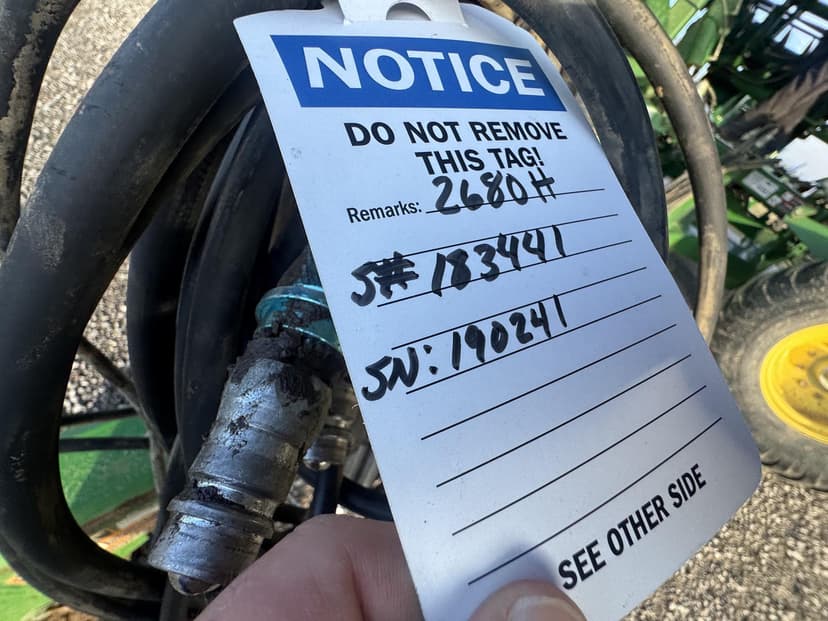 NOTICE
DO NOT REMOVE
THIS TAG!
Remarks: 2680H
S# 183441
SN: 190241
SEE OTHER SIDE